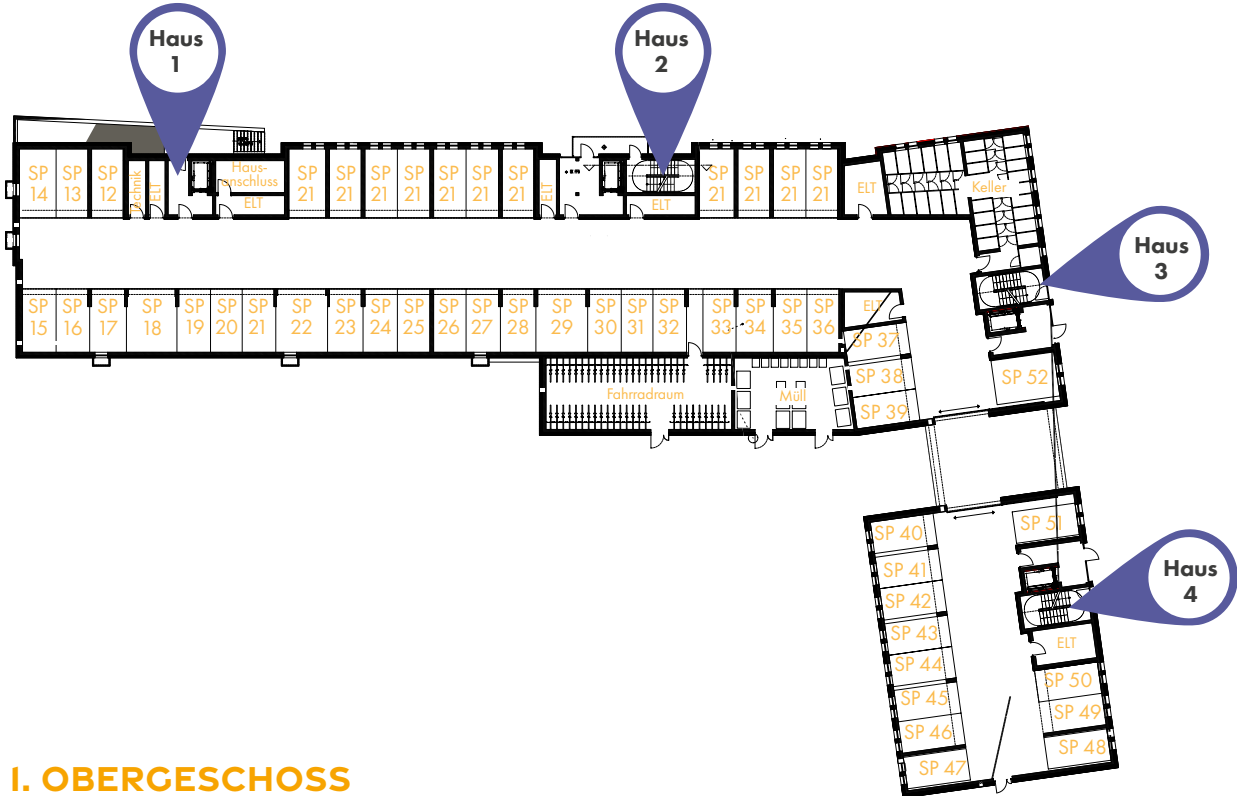 Haus
1
Haus
2
Haus
3
Haus
4
SP
14
SP
13
SP
12
Technik
ELT
Haus-
anschluss
ELT
SP
21
SP
21
SP
21
SP
21
SP
21
SP
21
SP
21
ELT
ELT
SP
21
SP
21
SP
21
SP
21
ELT
Keller
SP
15
SP
16
SP
17
SP
18
SP
19
SP
20
SP
21
SP
22
SP
23
SP
24
SP
25
SP
26
SP
27
SP
28
SP
29
SP
30
SP
31
SP
32
SP
33
SP
34
SP
35
SP
36
ELT
SP 37
SP 38
SP 39
SP 52
Fahrradraum
Müll
SP 40
SP 41
SP 42
SP 43
SP 44
SP 45
SP 46
SP 47
SP 51
ELT
SP 50
SP 49
SP 48
1. OBERGESCHOSS